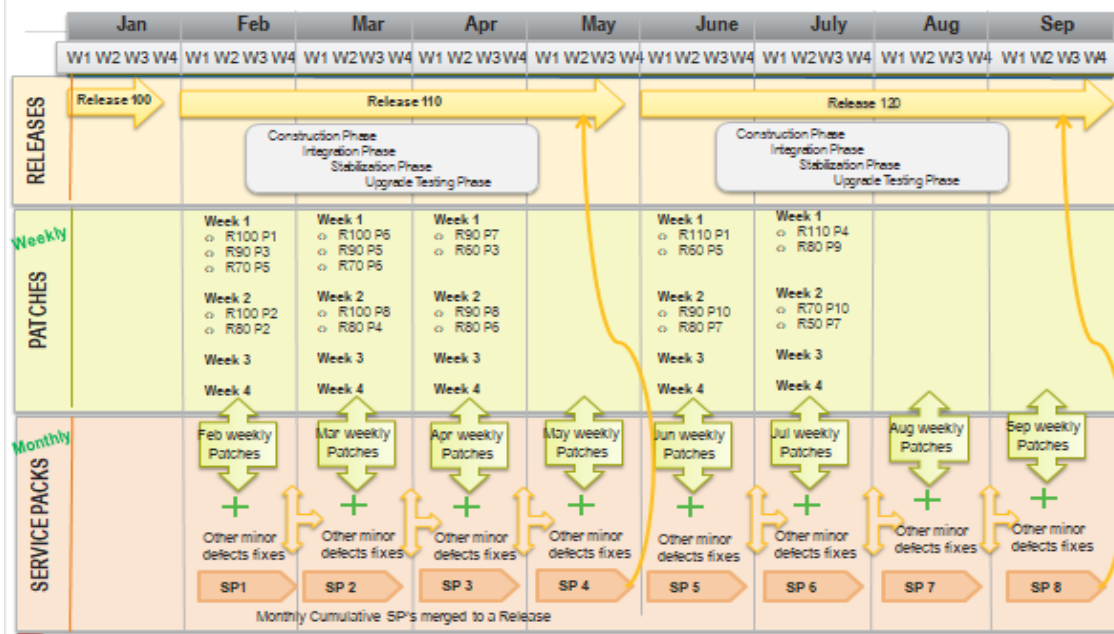 Jan Feb Mar Apr May June July Aug Sep
W1 W2 W3 W4 W1 W2 W3 W4 W1 W2 W3 W4 W1 W2 W3 W4 W1 W2 W3 W4 W1 W2 W3 W4 W1 W2 W3 W4 W1 W2 W3 W4 W1 W2 W3 W4
RELEASES
Release 100
Release 110
Release 120
Construction Phase
Integration Phase
Stabilization Phase
Upgrade Testing Phase
Construction Phase
Integration Phase
Stabilization Phase
Upgrade Testing Phase
Weekly
PATCHES
Week 1
R100 P1
R90 P3
R70 P5
Week 2
R100 P2
R80 P2
Week 3
Week 4
Week 1
R100 P6
R90 P5
R70 P6
Week 2
R100 P8
R80 P4
Week 3
Week 4
Week 1
R90 P7
R60 P3
Week 2
R90 P8
R80 P6
Week 3
Week 4
Week 1
R110 P1
R60 P5
Week 2
R90 P10
R80 P7
Week 3
Week 4
Week 1
R110 P4
R80 P9
Week 2
R70 P10
R50 P7
Week 3
Week 4
Monthly
SERVICE PACKS
Feb weekly
Patches
Mar weekly
Patches
Apr weekly
Patches
May weekly
Patches
Jun weekly
Patches
Jul weekly
Patches
Aug weekly
Patches
Sep weekly
Patches
+ + + + + + + +
Other minor
defects fixes
Other minor
defects fixes
Other minor
defects fixes
Other minor
defects fixes
Other minor
defects fixes
Other minor
defects fixes
Other minor
defects fixes
Other minor
defects fixes
SP1
SP 2
SP 3
SP 4
SP 5
SP 6
SP 7
SP 8
Monthly Cumulative SP's merged to a Release